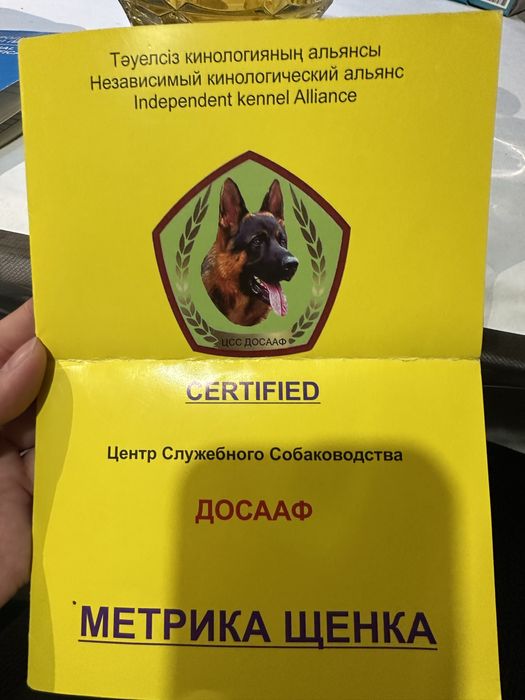 Тәуелсіз кинологияның альянсы
Независимый кинологический альянс
Independent kennel Alliance
ЦСС ДОСААФ
CERTIFIED
Центр Служебного Собаководства
ДОСААФ
МЕТРИКА ЩЕНКА